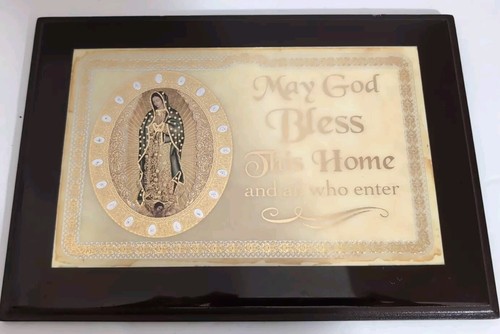 May God
Bless
This Home
and all who enter